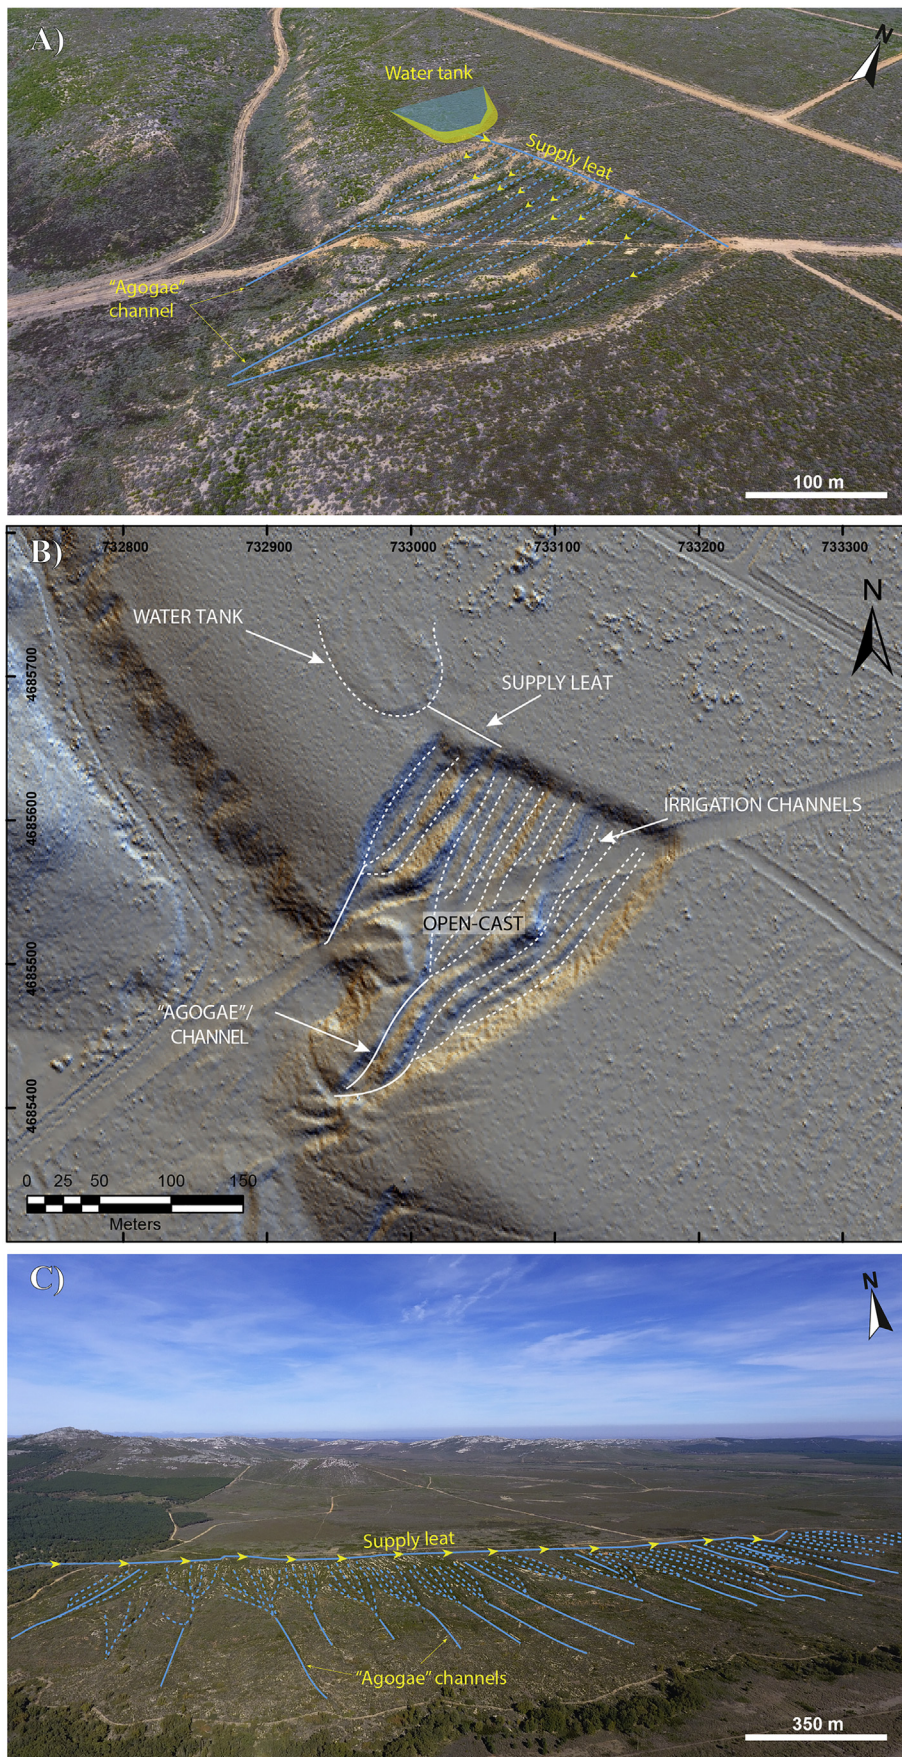 A)
N
Water tank
Supply leat
"Agogae"
channel
100 m
B)
732800
732900
733000
733100
733200
733300
N
WATER TANK
4685700
SUPPLY LEAT
4685600
IRRIGATION CHANNELS
OPEN-CAST
4685500
"AGOGAE"/
CHANNEL
4685400
0 25 50 100 150
Meters
C)
N
Supply leat
"Agogae" channels
350 m